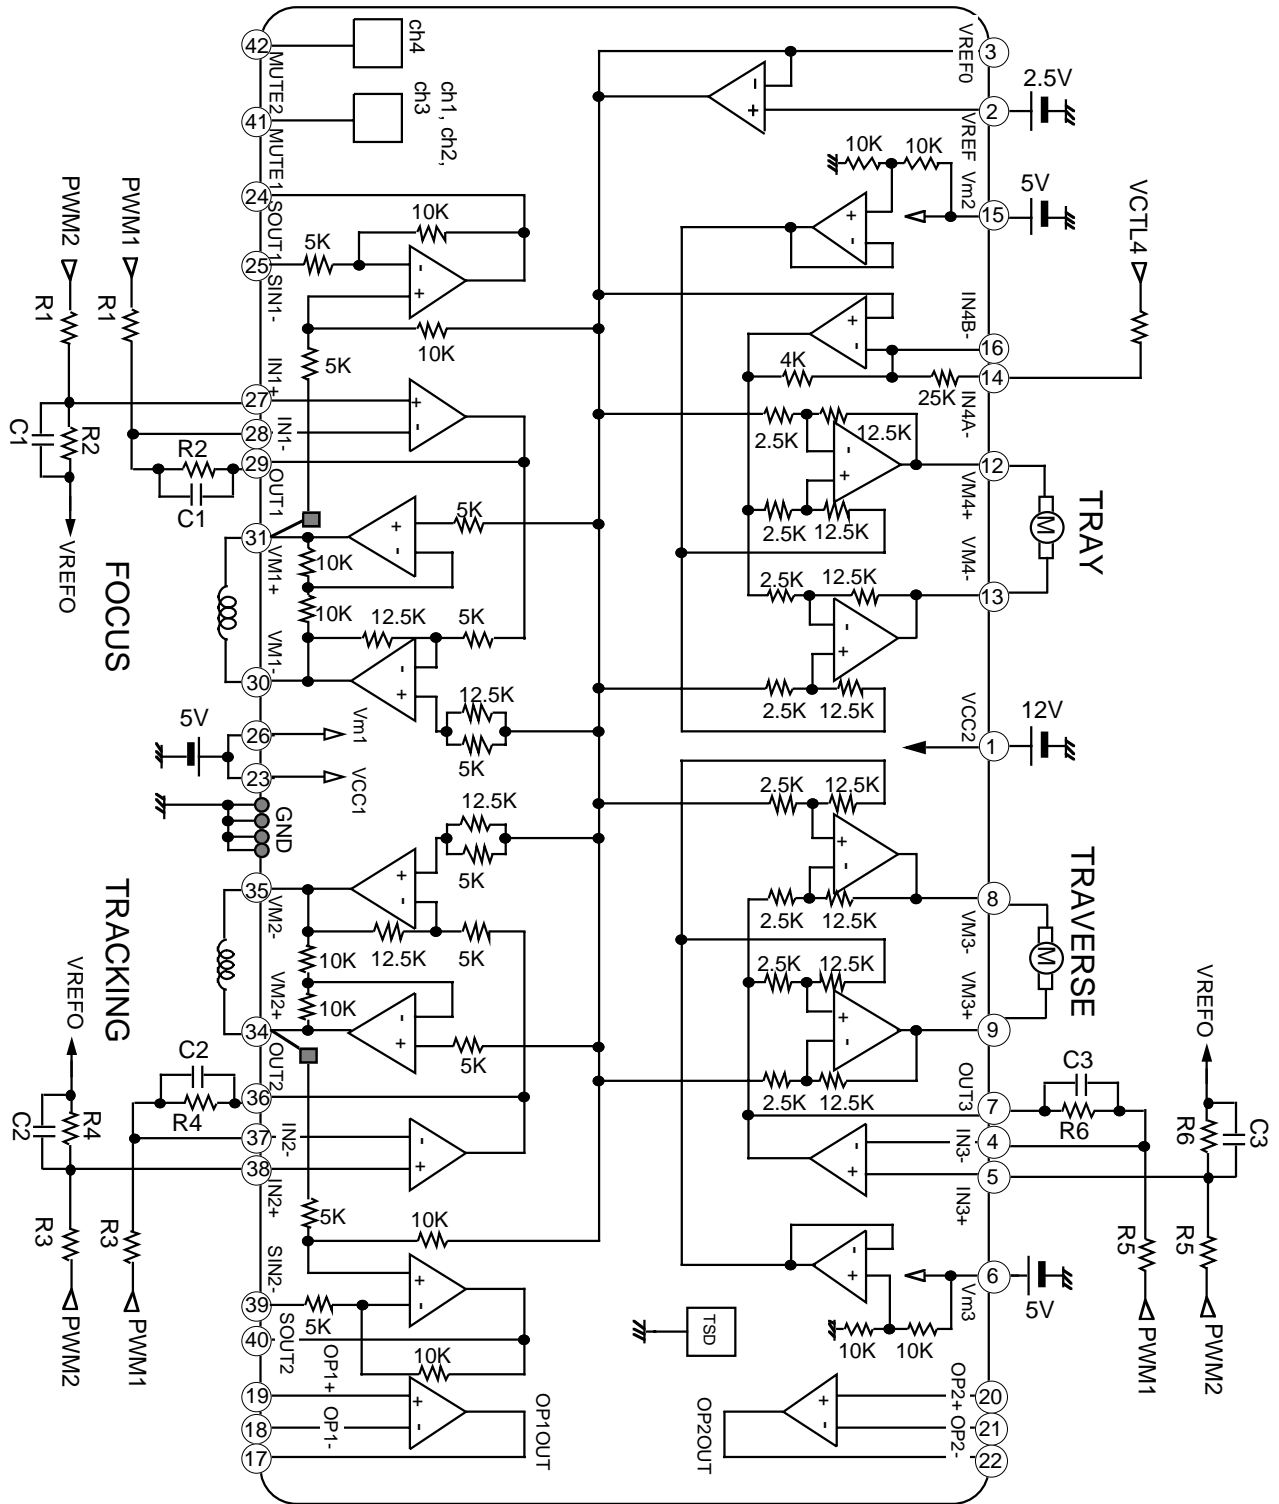 ch4
ch1, ch2,
ch3
42
MUTE2
41
MUTE1
24
SOUT1
25
SIN1-
5K
10K
-
+
10K
5K
PWM2
PWM1
R1
R1
IN1+
27
28
IN1-
29
OUT1
C1
R2
R2
C1
VREFO
+
-
31
VM1+
FOCUS
10K
10K
+
-
5K
12.5K
5K
VM1-
30
-
+
12.5K
5K
5V
26
Vm1
23
VCC1
GND
12.5K
5K
+
-
35
VM2-
12.5K
5K
10K
10K
TRACKING
VREFO
VM2+
34
-
+
5K
OUT2
36
C2
R4
C2
R4
37
IN2-
38
IN2+
-
+
R3
R3
PWM2
PWM1
5K
10K
SIN2-
39
5K
40
SOUT2
+
-
10K
OP1+
19
18
OP1-
17
+
-
OP1OUT
3
VREF0
2.5V
2
VREF
-
+
10K
10K
Vm2
5V
15
+
-
VCTL4
IN4B-
16
14
25K
IN4A-
4K
+
-
2.5K
12.5K
-
+
2.5K
12.5K
12
VM4+
M
TRAY
VM4-
13
2.5K
12.5K
-
+
2.5K
12.5K
VCC2
12V
1
2.5K
12.5K
+
-
2.5K
12.5K
8
VM3-
M
TRAVERSE
VM3+
9
2.5K
12.5K
+
-
2.5K
12.5K
OUT3
7
C3
R6
VREFO
R6
C3
4
IN3-
5
IN3+
-
+
R5
R5
PWM1
PWM2
6
Vm3
5V
-
+
10K
10K
TSD
OP2+
20
21
OP2-
22
+
-
OP2OUT